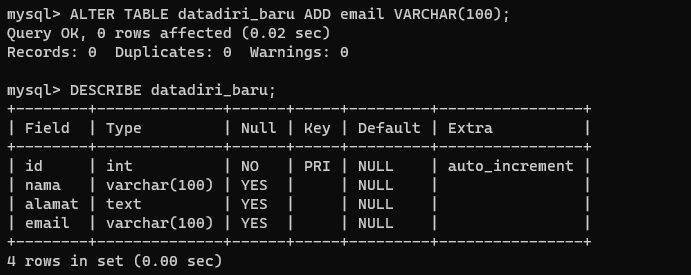 mysql> ALTER TABLE datadiri_baru ADD email VARCHAR(100);
Query OK, 0 rows affected (0.02 sec)
Records: 0  Duplicates: 0  Warnings: 0

mysql> DESCRIBE datadiri_baru;
+--------+--------------+------+-----+---------+----------------+
| Field  | Type         | Null | Key | Default | Extra          |
+--------+--------------+------+-----+---------+----------------+
| id     | int          | NO   | PRI | NULL    | auto_increment |
| nama   | varchar(100) | YES  |     | NULL    |                |
| alamat | text         | YES  |     | NULL    |                |
| email  | varchar(100) | YES  |     | NULL    |                |
+--------+--------------+------+-----+---------+----------------+
4 rows in set (0.00 sec)